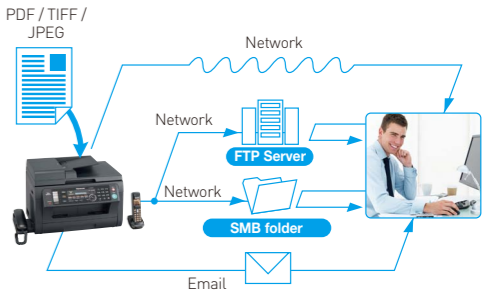 PDF / TIFF /
JPEG
Network
Network
FTP Server
Network
SMB folder
Email